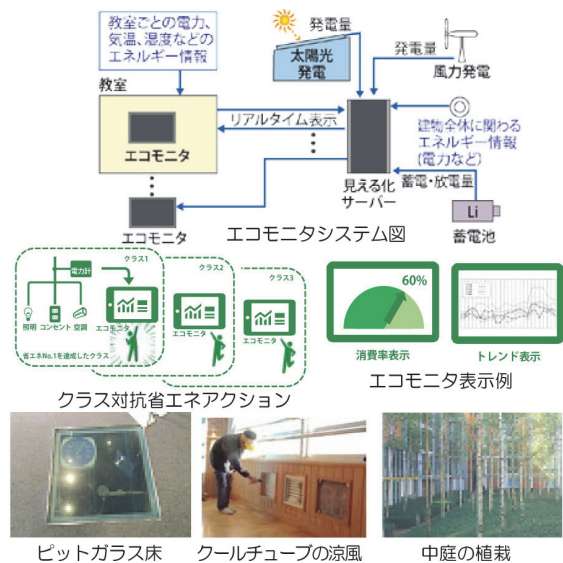 教室ごとの電力、
気温、湿度などの
エネルギー情報
教室
エコモニタ
エコモニタ
リアルタイム表示
太陽光
発電
発電量
発電量
風力発電
見える化
サーバー
建物全体に関わる
エネルギー情報
(電力など)
蓄電・放電量
Li
蓄電池
エコモニタシステム図
クラス1
電力計
照明
コンセント
空調
エコモニタ
省エネNo.1を達成したクラス
クラス2
エコモニタ
クラス3
エコモニタ
クラス対抗省エネアクション
60%
消費率表示
トレンド表示
エコモニタ表示例
ピットガラス床
クールチューブの涼風
中庭の植栽